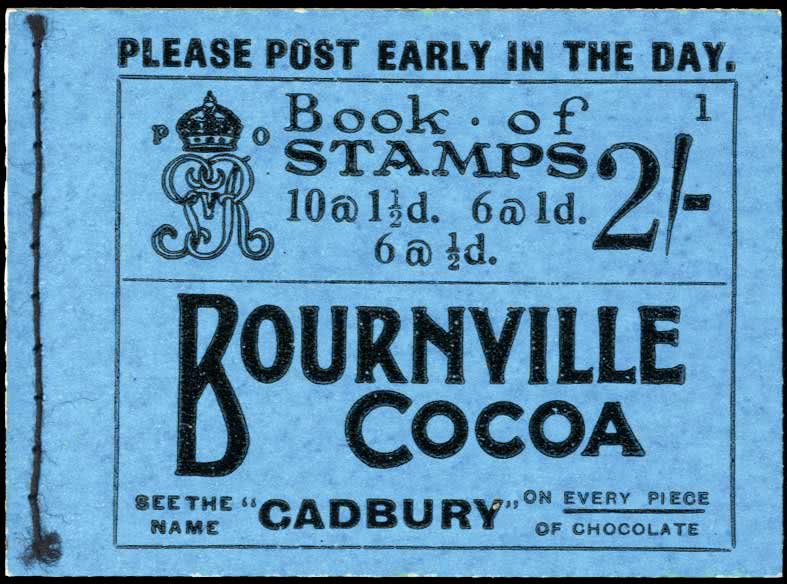 PLEASE POST EARLY IN THE DAY.
P O
GvR
Book · of 1
STAMPS 2/-
10@1½d. 6@1d.
6@½d.
BOURNVILLE
COCOA
SEE THE NAME "CADBURY" ON EVERY PIECE OF CHOCOLATE